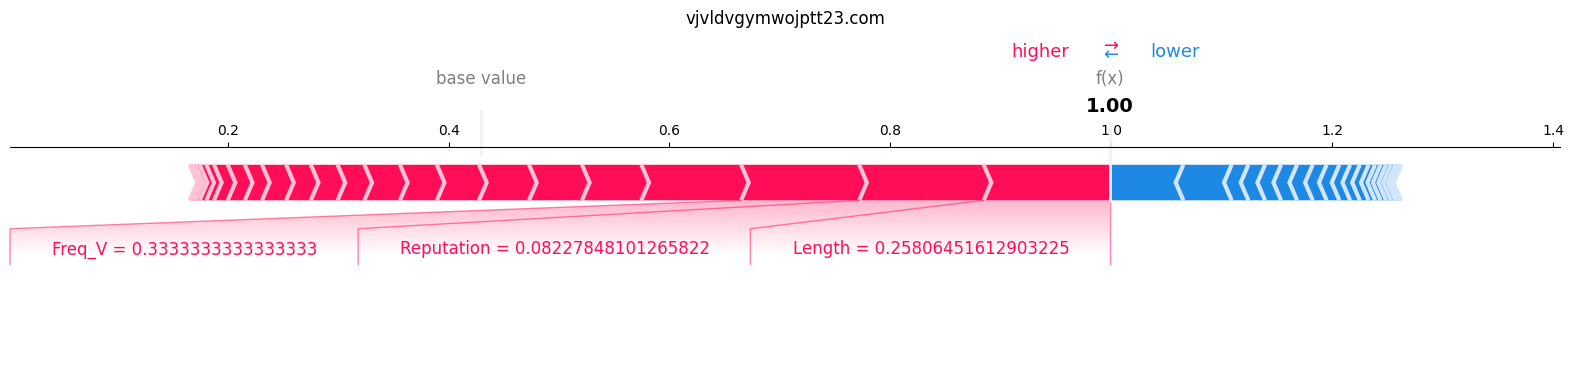 vjvldvgymwojptt23.com
higher ⇄ lower
base value f(x)
1.00
0.2 0.4 0.6 0.8 1.0 1.2 1.4
Freq_V = 0.3333333333333333 Reputation = 0.08227848101265822 Length = 0.25806451612903225